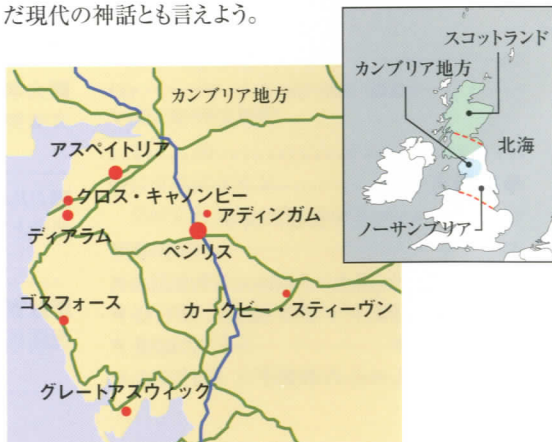 だ現代の神話とも言えよう。
スコットランド
カンブリア地方
北海
ノーサンブリア
カンブリア地方
アスペイトリア
クロス・キャノンビー
ディアラム
アディンガム
ペンリス
ゴスフォース
カークビー・スティーヴン
グレートアスウィック